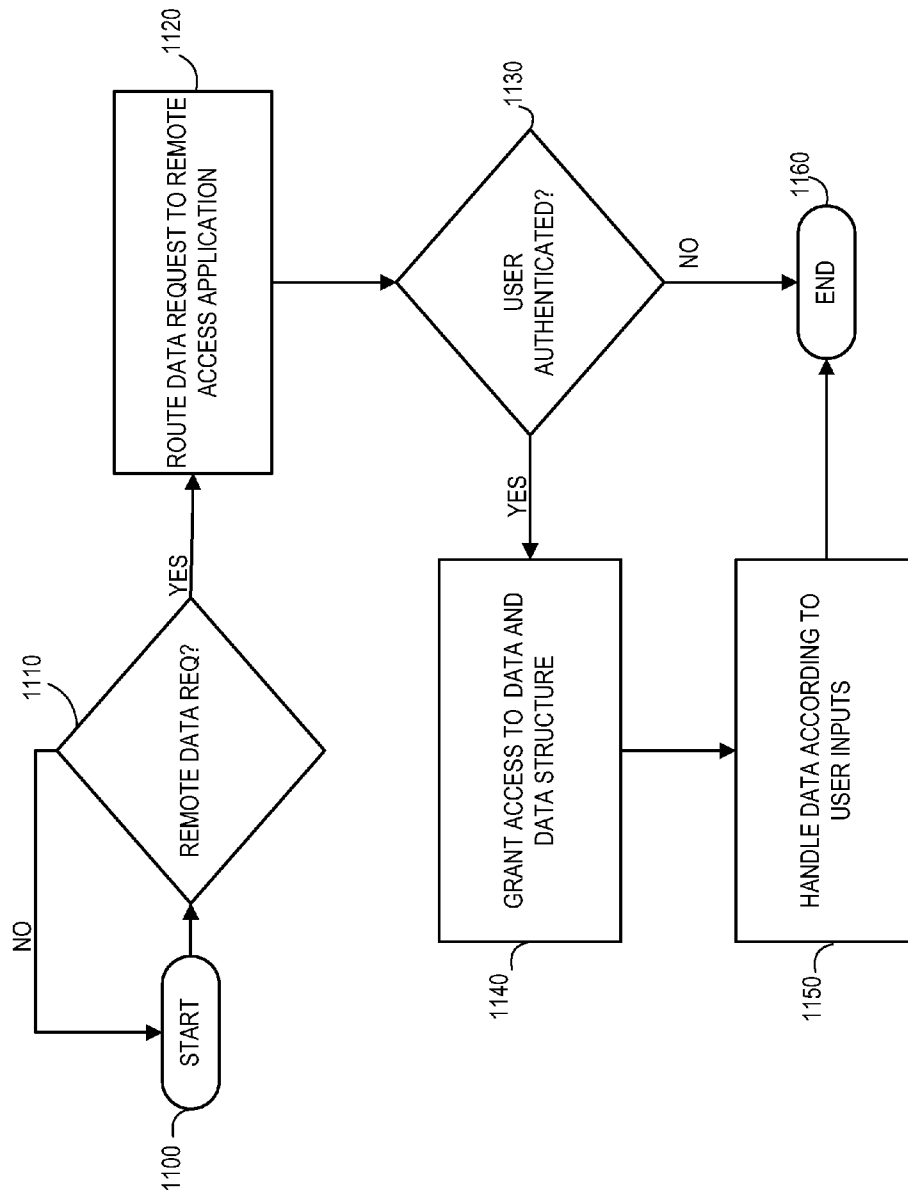 1100
START
NO
1110
REMOTE DATA REQ?
YES
1120
ROUTE DATA REQUEST TO REMOTE
ACCESS APPLICATION
1130
USER
AUTHENTICATED?
YES
NO
1140
GRANT ACCESS TO DATA AND
DATA STRUCTURE
1150
HANDLE DATA ACCORDING TO
USER INPUTS
1160
END